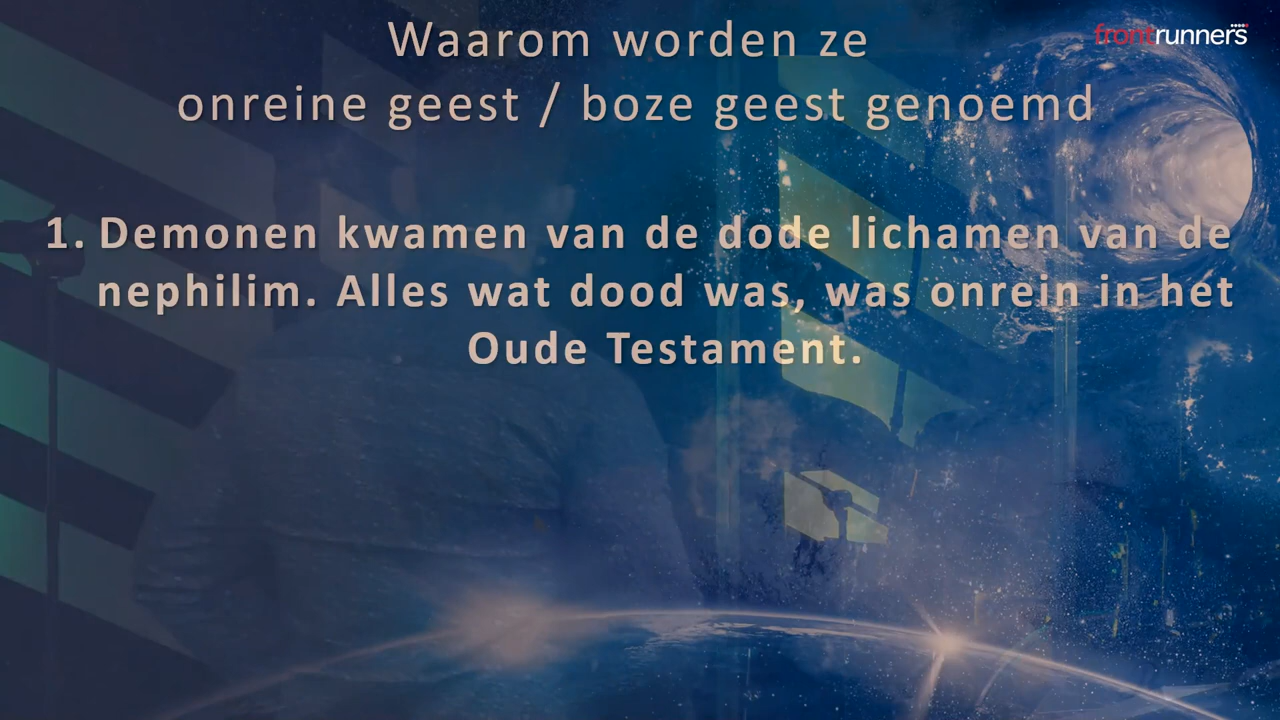 Waarom worden ze
onreine geest / boze geest genoemd
frontrunners
1. Demonen kwamen van de dode lichamen van de
nephilim. Alles wat dood was, was onrein in het
Oude Testament.